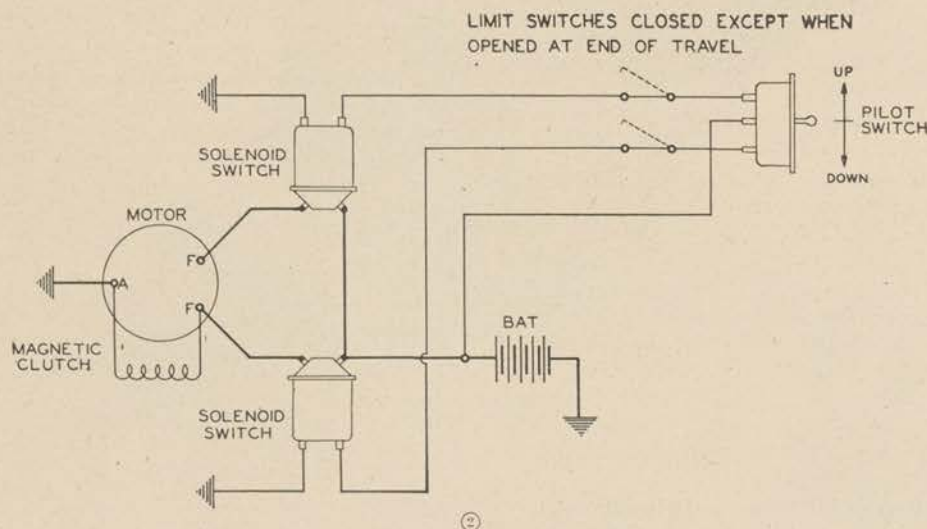 LIMIT SWITCHES CLOSED EXCEPT WHEN
OPENED AT END OF TRAVEL
UP
PILOT
SWITCH
DOWN
SOLENOID
SWITCH
MOTOR
F
A
F
MAGNETIC
CLUTCH
BAT
SOLENOID
SWITCH
2